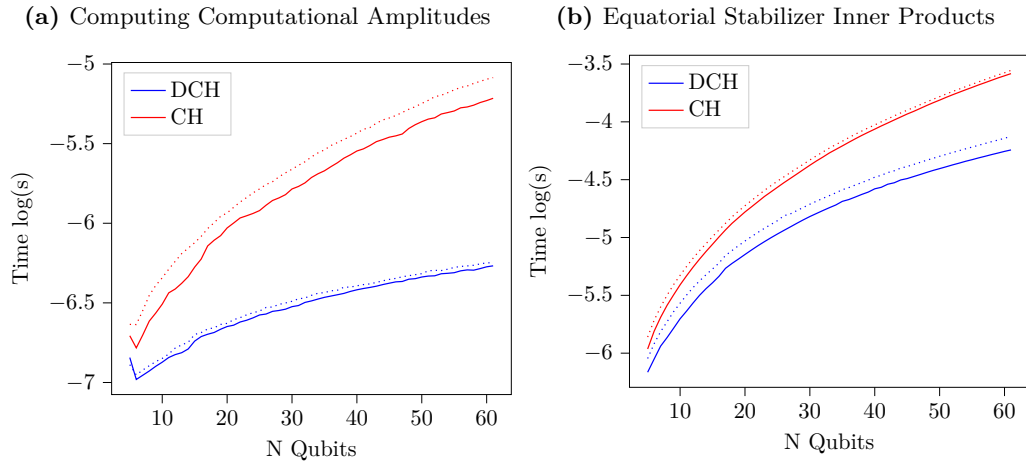 (a) Computing Computational Amplitudes
−5
−5.5
−6
−6.5
−7
Time log(s)
DCH
CH
10 20 30 40 50 60
N Qubits
(b) Equatorial Stabilizer Inner Products
−3.5
−4
−4.5
−5
−5.5
−6
Time log(s)
DCH
CH
10 20 30 40 50 60
N Qubits